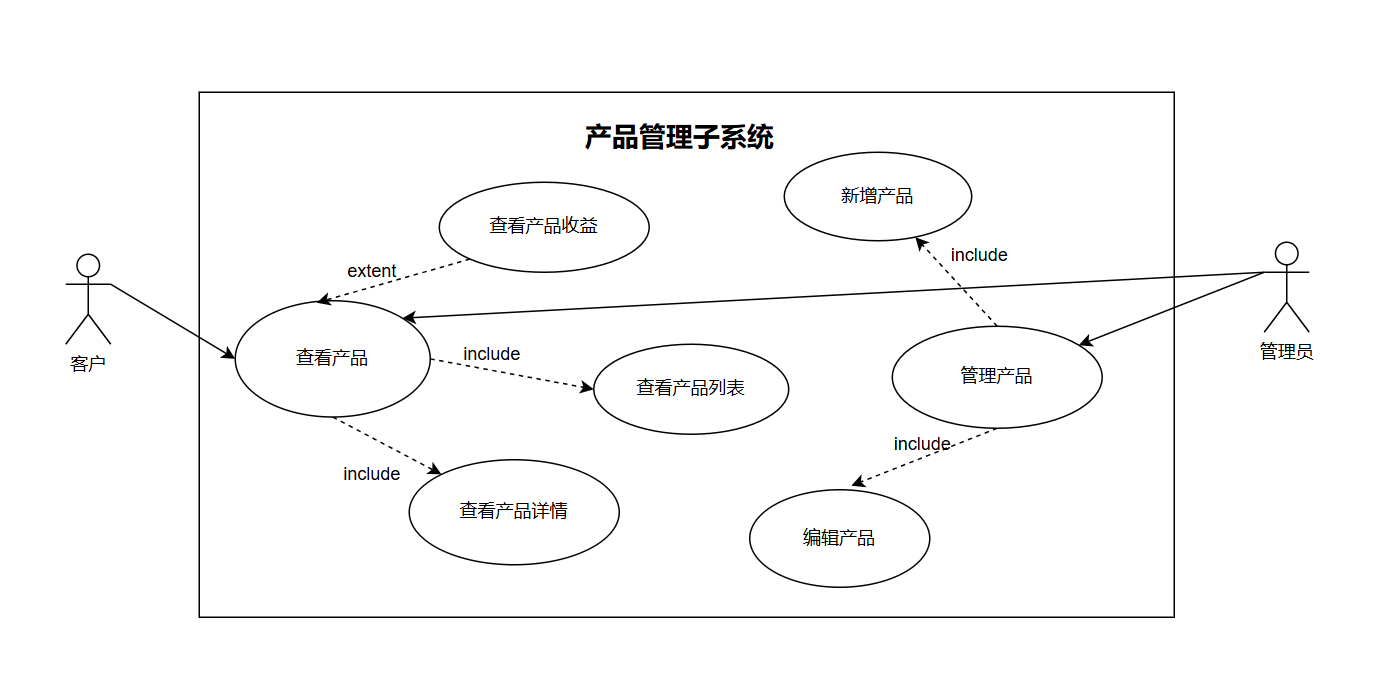 产品管理子系统
新增产品
查看产品收益
include
extent
客户
管理员
include
查看产品
查看产品列表
管理产品
include
include
查看产品详情
编辑产品